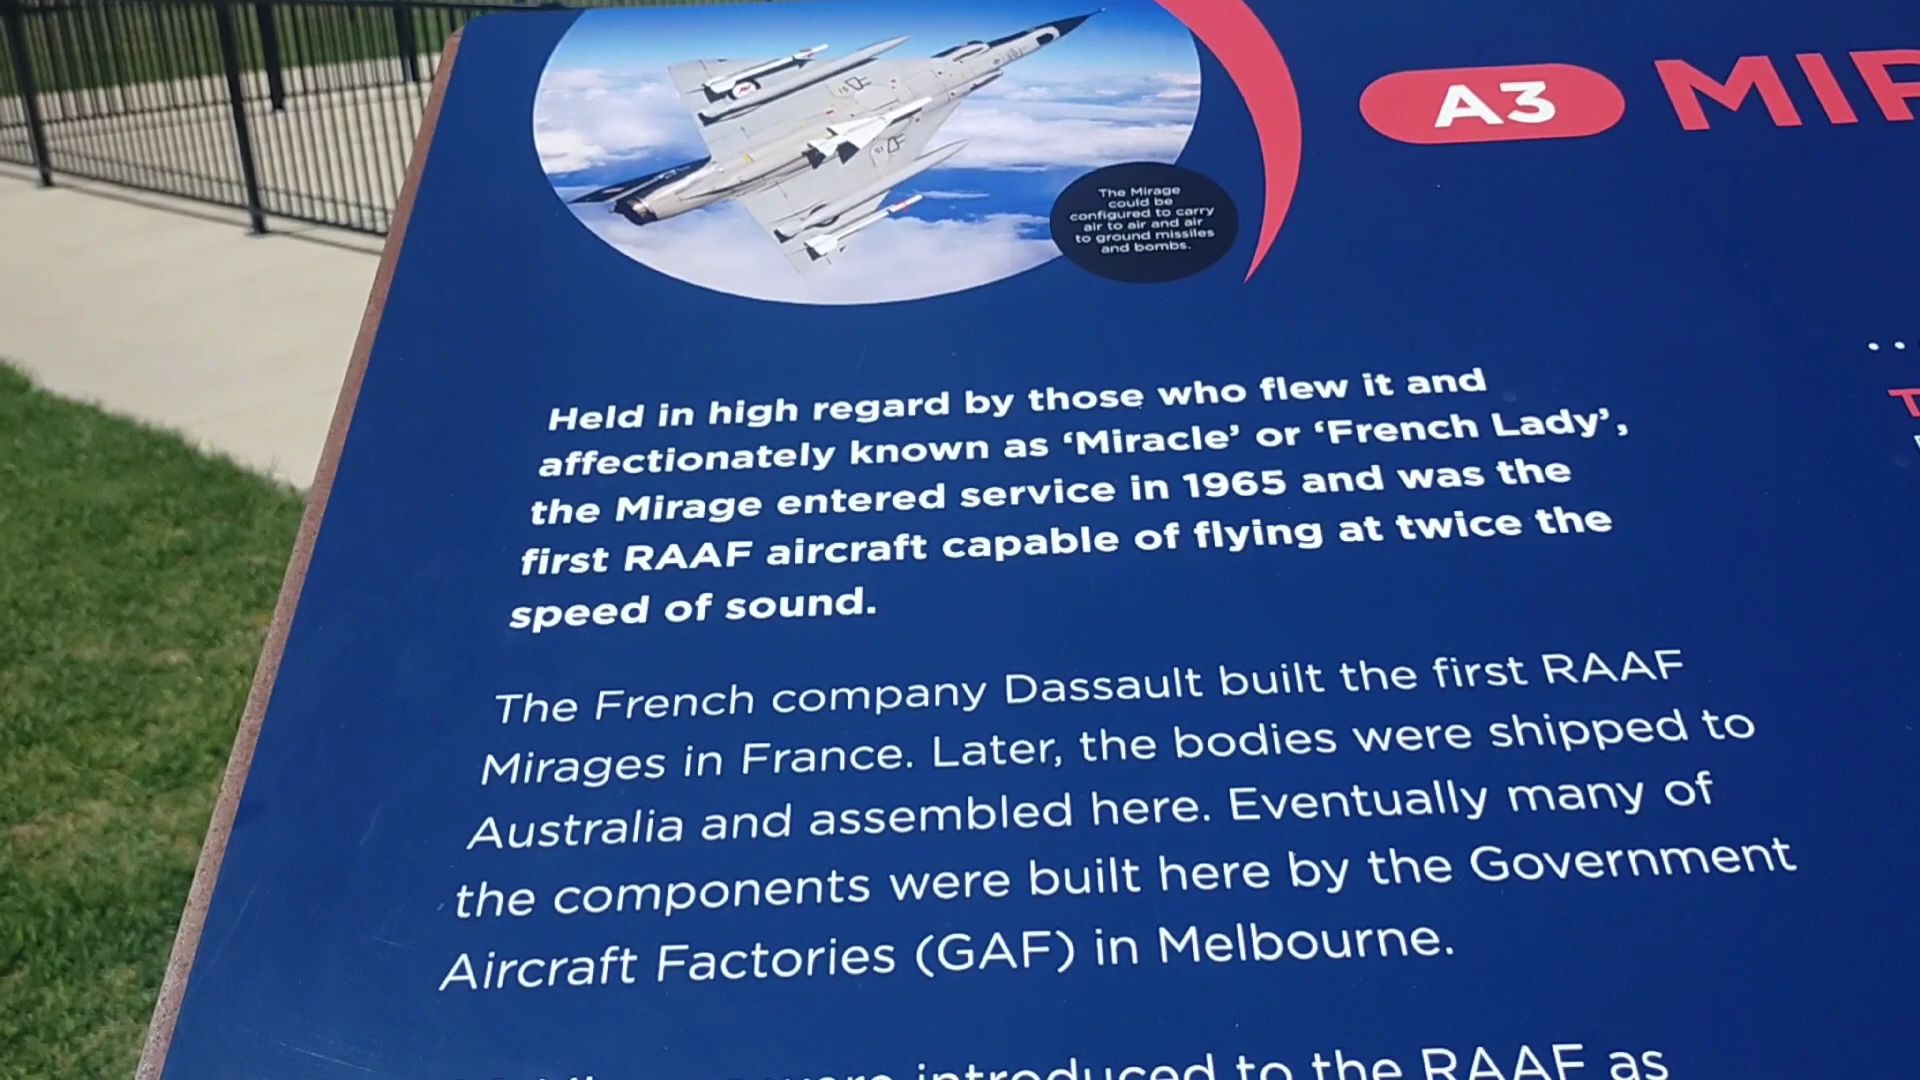 A3 MIR
The Mirage
could be
configured to carry
air to air and air
to ground missiles
and bombs.
Held in high regard by those who flew it and
affectionately known as ‘Miracle’ or ‘French Lady’,
the Mirage entered service in 1965 and was the
first RAAF aircraft capable of flying at twice the
speed of sound.
The French company Dassault built the first RAAF
Mirages in France. Later, the bodies were shipped to
Australia and assembled here. Eventually many of
the components were built here by the Government
Aircraft Factories (GAF) in Melbourne.
were introduced to the RAAF as